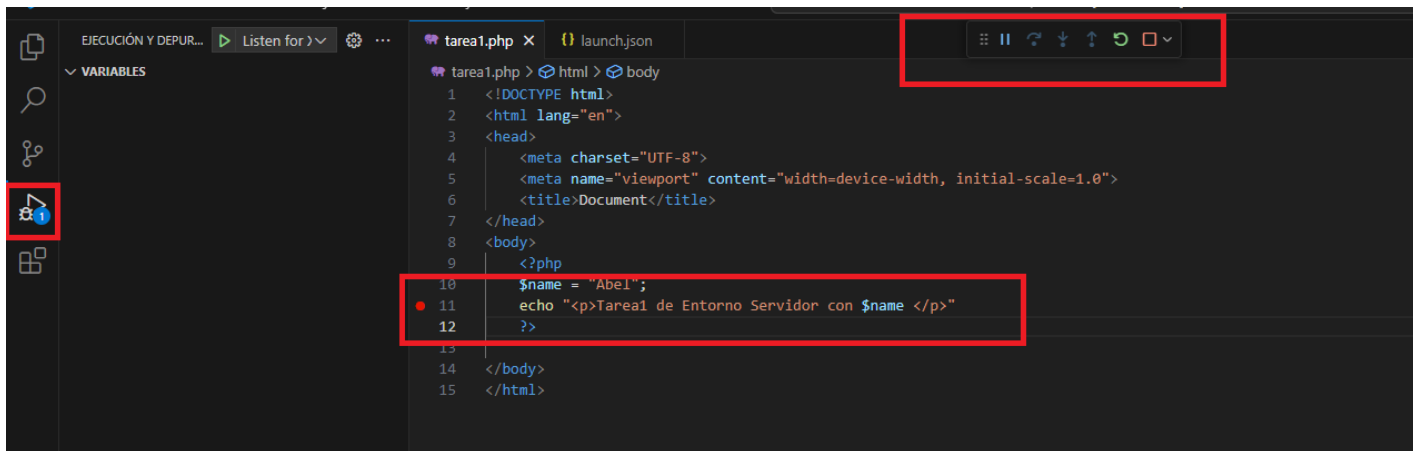 EJECUCIÓN Y DEPUR... Listen for
VARIABLES
tarea1.php {} launch.json
tarea1.php > html > body
1 <!DOCTYPE html>
2 <html lang="en">
3 <head>
4 <meta charset="UTF-8">
5 <meta name="viewport" content="width=device-width, initial-scale=1.0">
6 <title>Document</title>
7 </head>
8 <body>
9 <?php
10 $name = "Abel";
11 echo "<p>Tarea1 de Entorno Servidor con $name </p>"
12 ?>
13
14 </body>
15 </html>
1